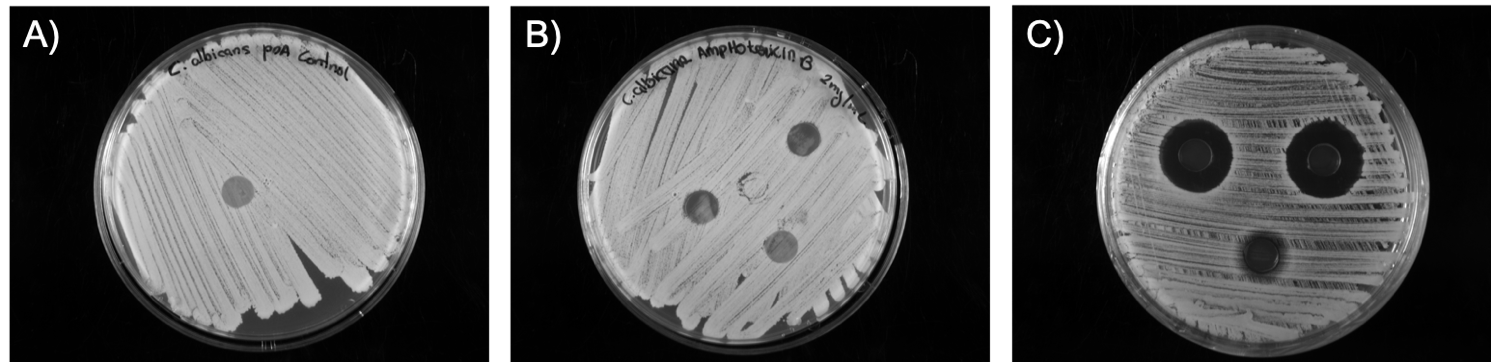 A)
C. albicans PDA Control
B)
C. albicans Amphotericin B 2mg/mL
C)